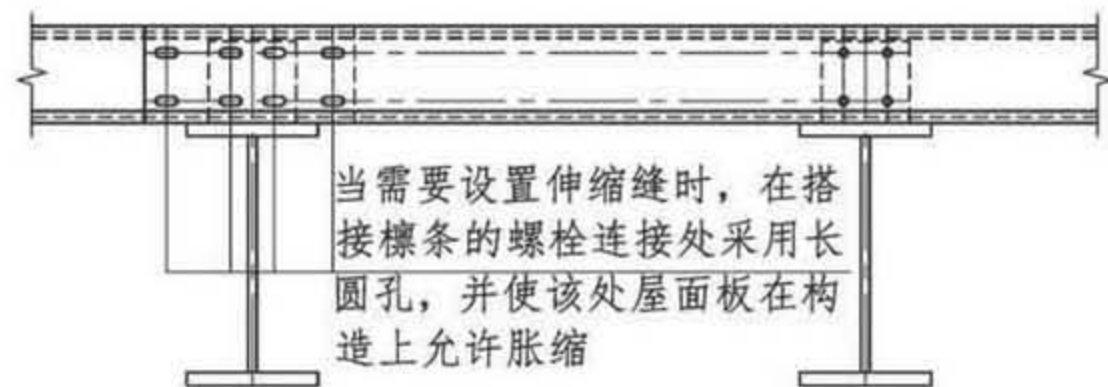 当需要设置伸缩缝时，在搭
接檩条的螺栓连接处采用长
圆孔，并使该处屋面板在构
造上允许胀缩